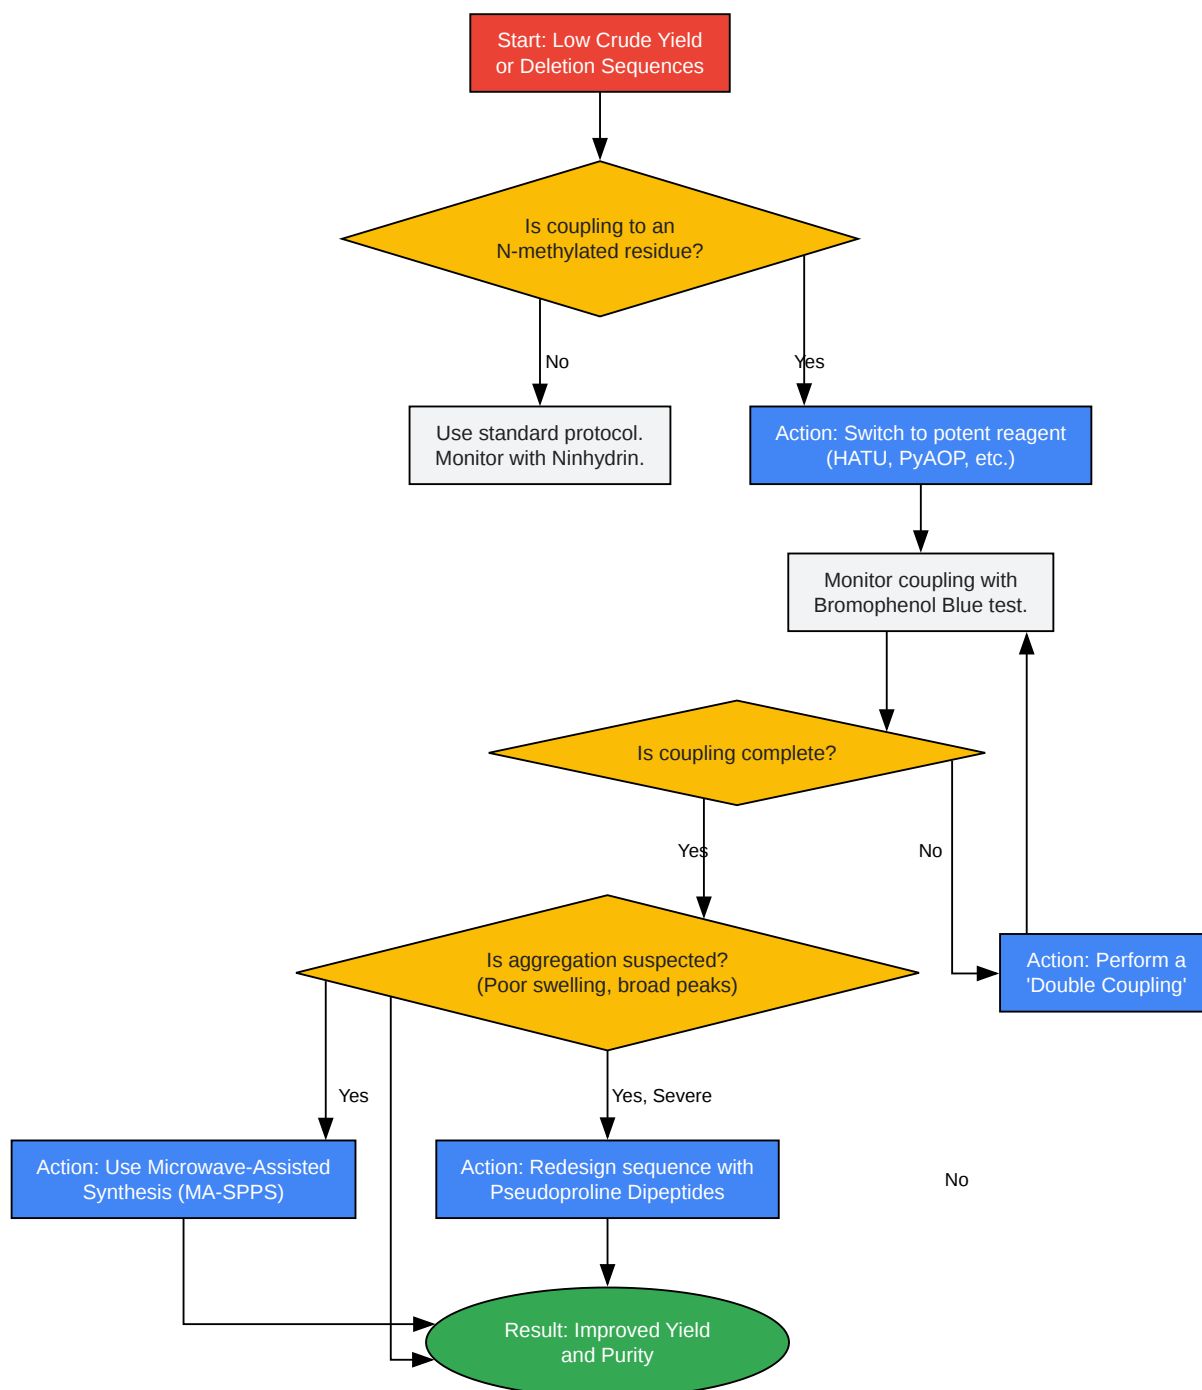 Start: Low Crude Yield
or Deletion Sequences
Is coupling to an
N-methylated residue?
No
Yes
Use standard protocol.
Monitor with Ninhydrin.
Action: Switch to potent reagent
(HATU, PyAOP, etc.)
Monitor coupling with
Bromophenol Blue test.
Is coupling complete?
Yes
No
Is aggregation suspected?
(Poor swelling, broad peaks)
Action: Perform a
'Double Coupling'
Yes
Yes, Severe
Action: Use Microwave-Assisted
Synthesis (MA-SPPS)
Action: Redesign sequence with
Pseudoproline Dipeptides
No
Result: Improved Yield
and Purity